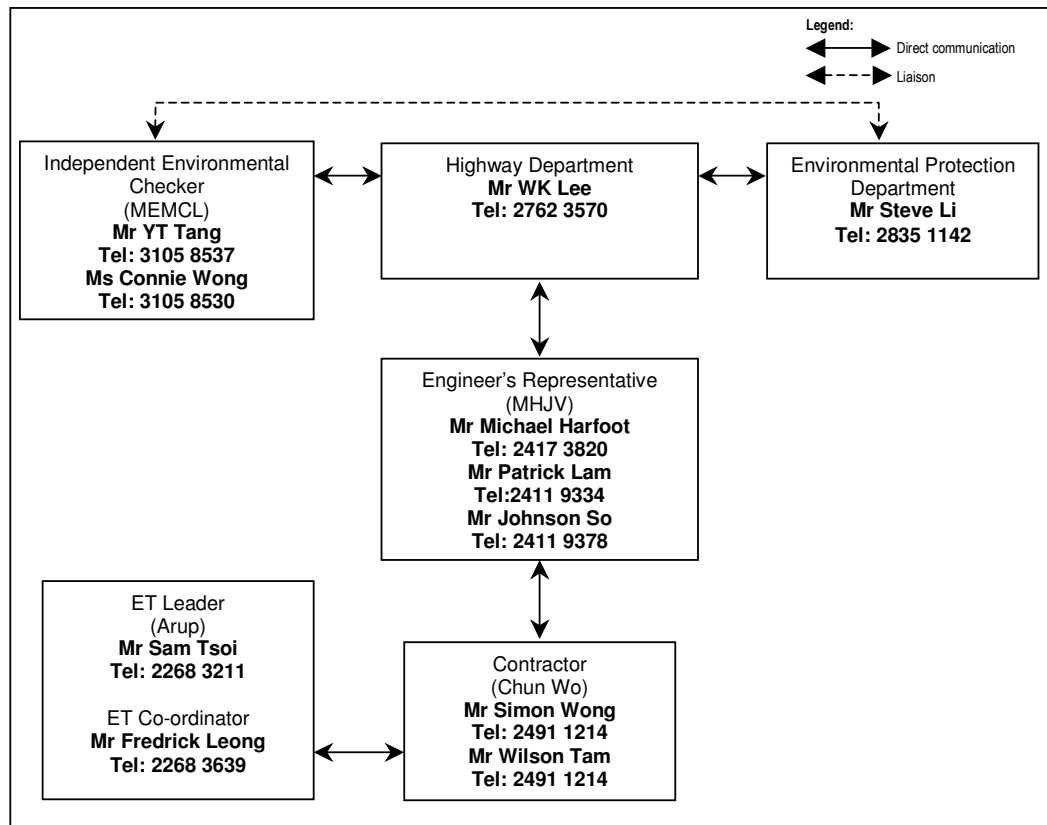 Legend:
Direct communication
Liaison
Independent Environmental
Checker
(MEMCL)
Mr YT Tang
Tel: 3105 8537
Ms Connie Wong
Tel: 3105 8530
Highway Department
Mr WK Lee
Tel: 2762 3570
Environmental Protection
Department
Mr Steve Li
Tel: 2835 1142
Engineer's Representative
(MHJV)
Mr Michael Harfoot
Tel: 2417 3820
Mr Patrick Lam
Tel:2411 9334
Mr Johnson So
Tel: 2411 9378
ET Leader
(Arup)
Mr Sam Tsoi
Tel: 2268 3211
ET Co-ordinator
Mr Fredrick Leong
Tel: 2268 3639
Contractor
(Chun Wo)
Mr Simon Wong
Tel: 2491 1214
Mr Wilson Tam
Tel: 2491 1214